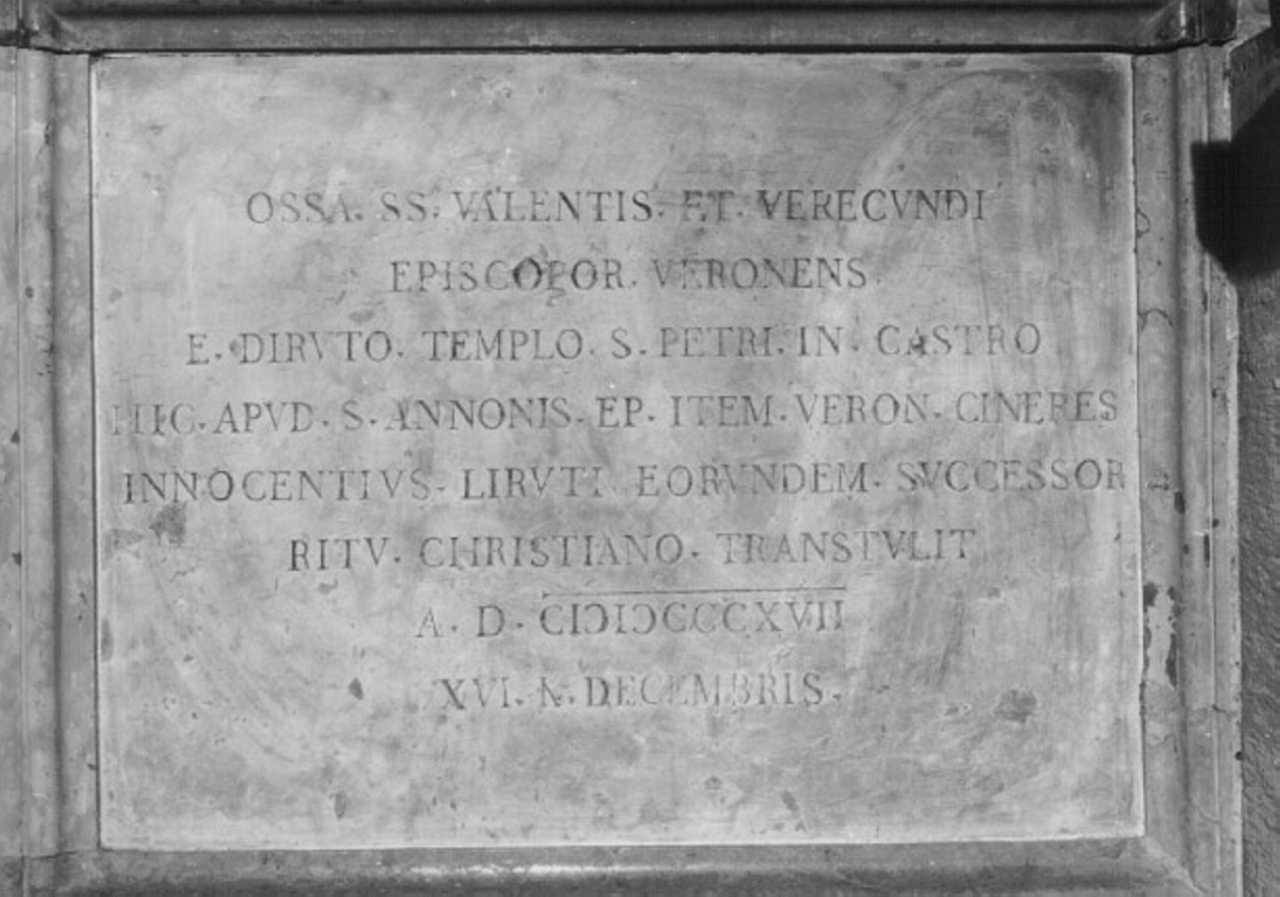 OSSA. SS. VALENTIS. ET. VERECVNDI
EPISCOPOR. VERONENS.
E. DIRVTO. TEMPLO. S. PETRI. IN. CASTRO
HIC. APVD. S. ANNONIS. EP. ITEM. VERON. CINERES
INNOCENTIVS. LIRVTI EORVNDEM. SVCCESSOR
RITV. CHRISTIANO. TRANSTVLIT
A. D. CIƆIƆCCCXVII
XVI. K. DECEMBRIS.